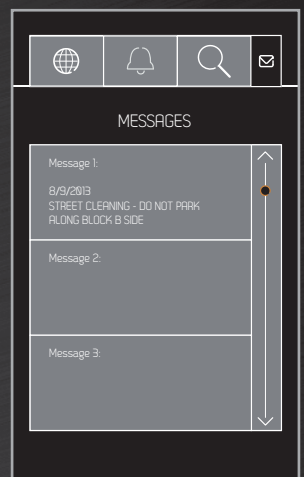 MESSAGES
Message 1:
8/9/2013
STREET CLEANING - DO NOT PARK
ALONG BLOCK B SIDE
Message 2:
Message 3: